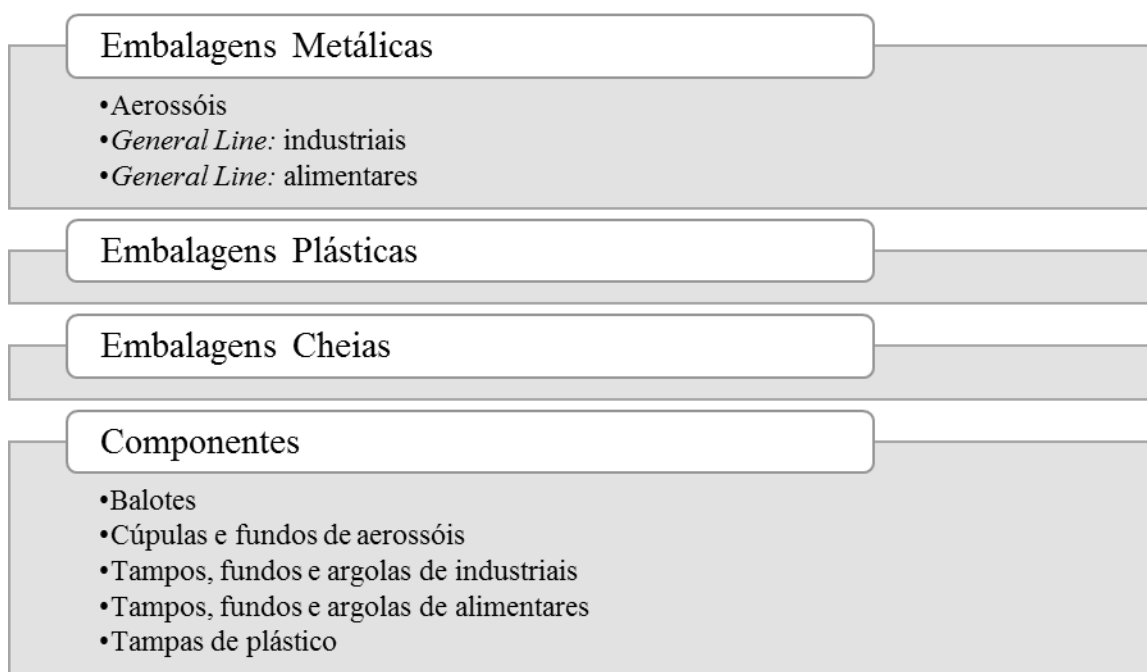 Embalagens Metálicas
•Aerossóis
•General Line: industriais
•General Line: alimentares
Embalagens Plásticas
Embalagens Cheias
Componentes
•Balotes
•Cúpulas e fundos de aerossóis
•Tampos, fundos e argolas de industriais
•Tampos, fundos e argolas de alimentares
•Tampas de plástico